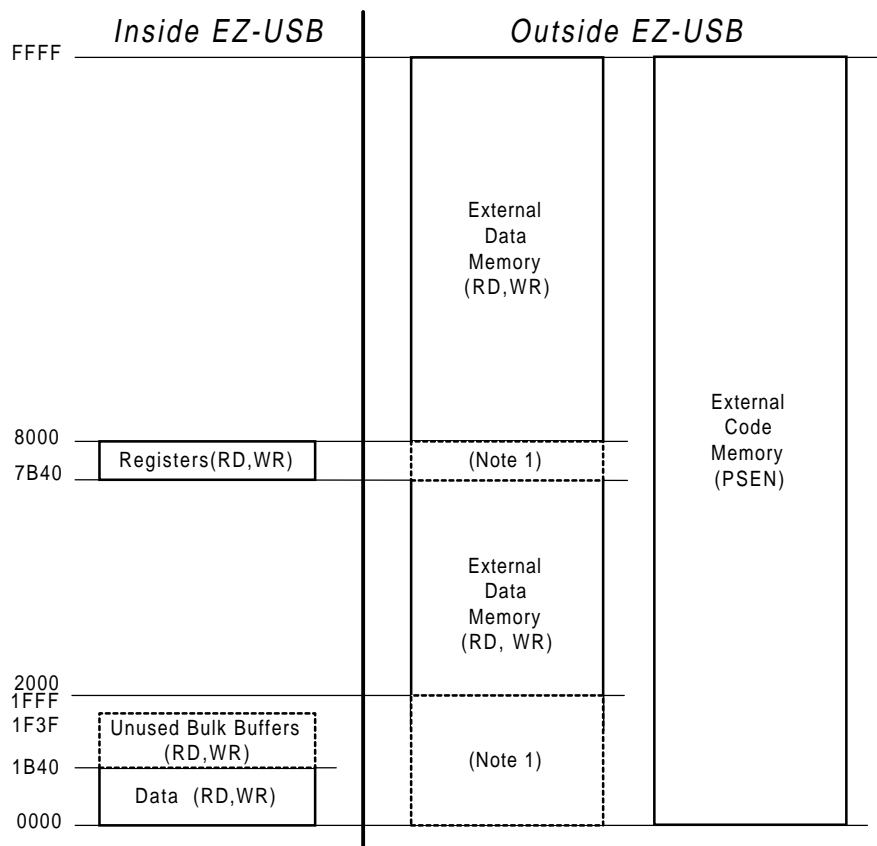 Inside EZ-USB
Outside EZ-USB
FFFF
External
Data
Memory
(RD,WR)
External
Code
Memory
(PSEN)
8000
Registers(RD,WR)
(Note 1)
7B40
External
Data
Memory
(RD, WR)
2000
1FFF
1F3F
Unused Bulk Buffers
(RD,WR)
(Note 1)
1B40
Data (RD,WR)
0000